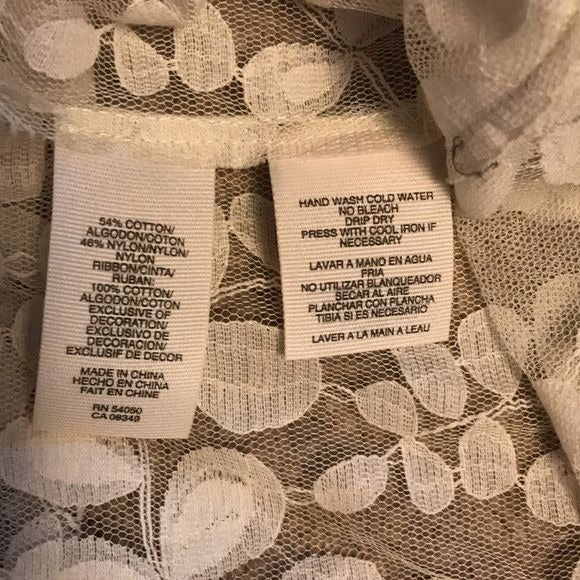 54% COTTON/
ALGODON/COTON
46% NYLON/NYLON/
NYLON
RIBBON/CINTA/
RUBAN:
100% COTTON/
ALGODON/COTON
EXCLUSIVE OF
DECORATION/
EXCLUSIVO DE
DECORACION/
EXCLUSIF DE DECOR
MADE IN CHINA
HECHO EN CHINA
FAIT EN CHINE
RN 54050
CA 08349
HAND WASH COLD WATER
NO BLEACH
DRIP DRY
PRESS WITH COOL IRON IF
NECESSARY
LAVAR A MANO EN AGUA
FRIA
NO UTILIZAR BLANQUEADOR
SECAR AL AIRE
PLANCHAR CON PLANCHA
TIBIA SI ES NECESARIO
LAVER A LA MAIN A L EAU